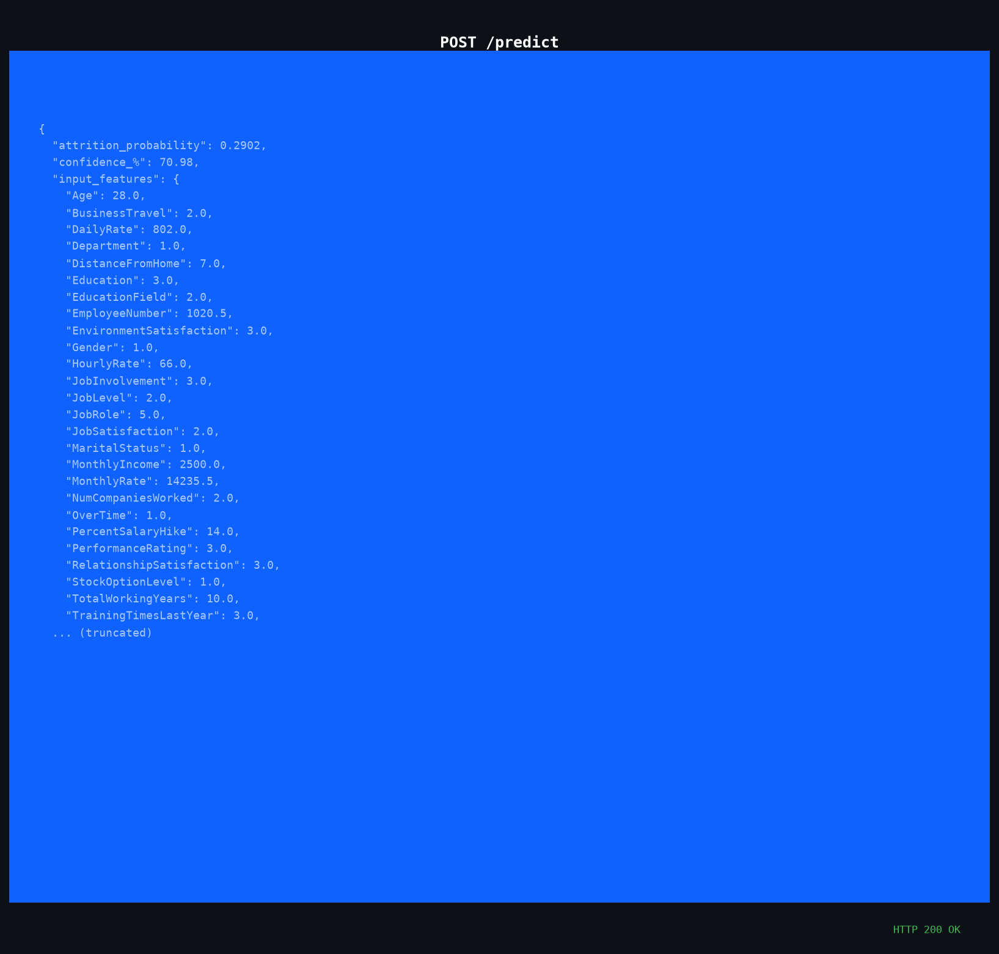 POST /predict
{
  "attrition_probability": 0.2902,
  "confidence_%": 70.98,
  "input_features": {
    "Age": 28.0,
    "BusinessTravel": 2.0,
    "DailyRate": 802.0,
    "Department": 1.0,
    "DistanceFromHome": 7.0,
    "Education": 3.0,
    "EducationField": 2.0,
    "EmployeeNumber": 1020.5,
    "EnvironmentSatisfaction": 3.0,
    "Gender": 1.0,
    "HourlyRate": 66.0,
    "JobInvolvement": 3.0,
    "JobLevel": 2.0,
    "JobRole": 5.0,
    "JobSatisfaction": 2.0,
    "MaritalStatus": 1.0,
    "MonthlyIncome": 2500.0,
    "MonthlyRate": 14235.5,
    "NumCompaniesWorked": 2.0,
    "OverTime": 1.0,
    "PercentSalaryHike": 14.0,
    "PerformanceRating": 3.0,
    "RelationshipSatisfaction": 3.0,
    "StockOptionLevel": 1.0,
    "TotalWorkingYears": 10.0,
    "TrainingTimesLastYear": 3.0,
  ... (truncated)
HTTP 200 OK